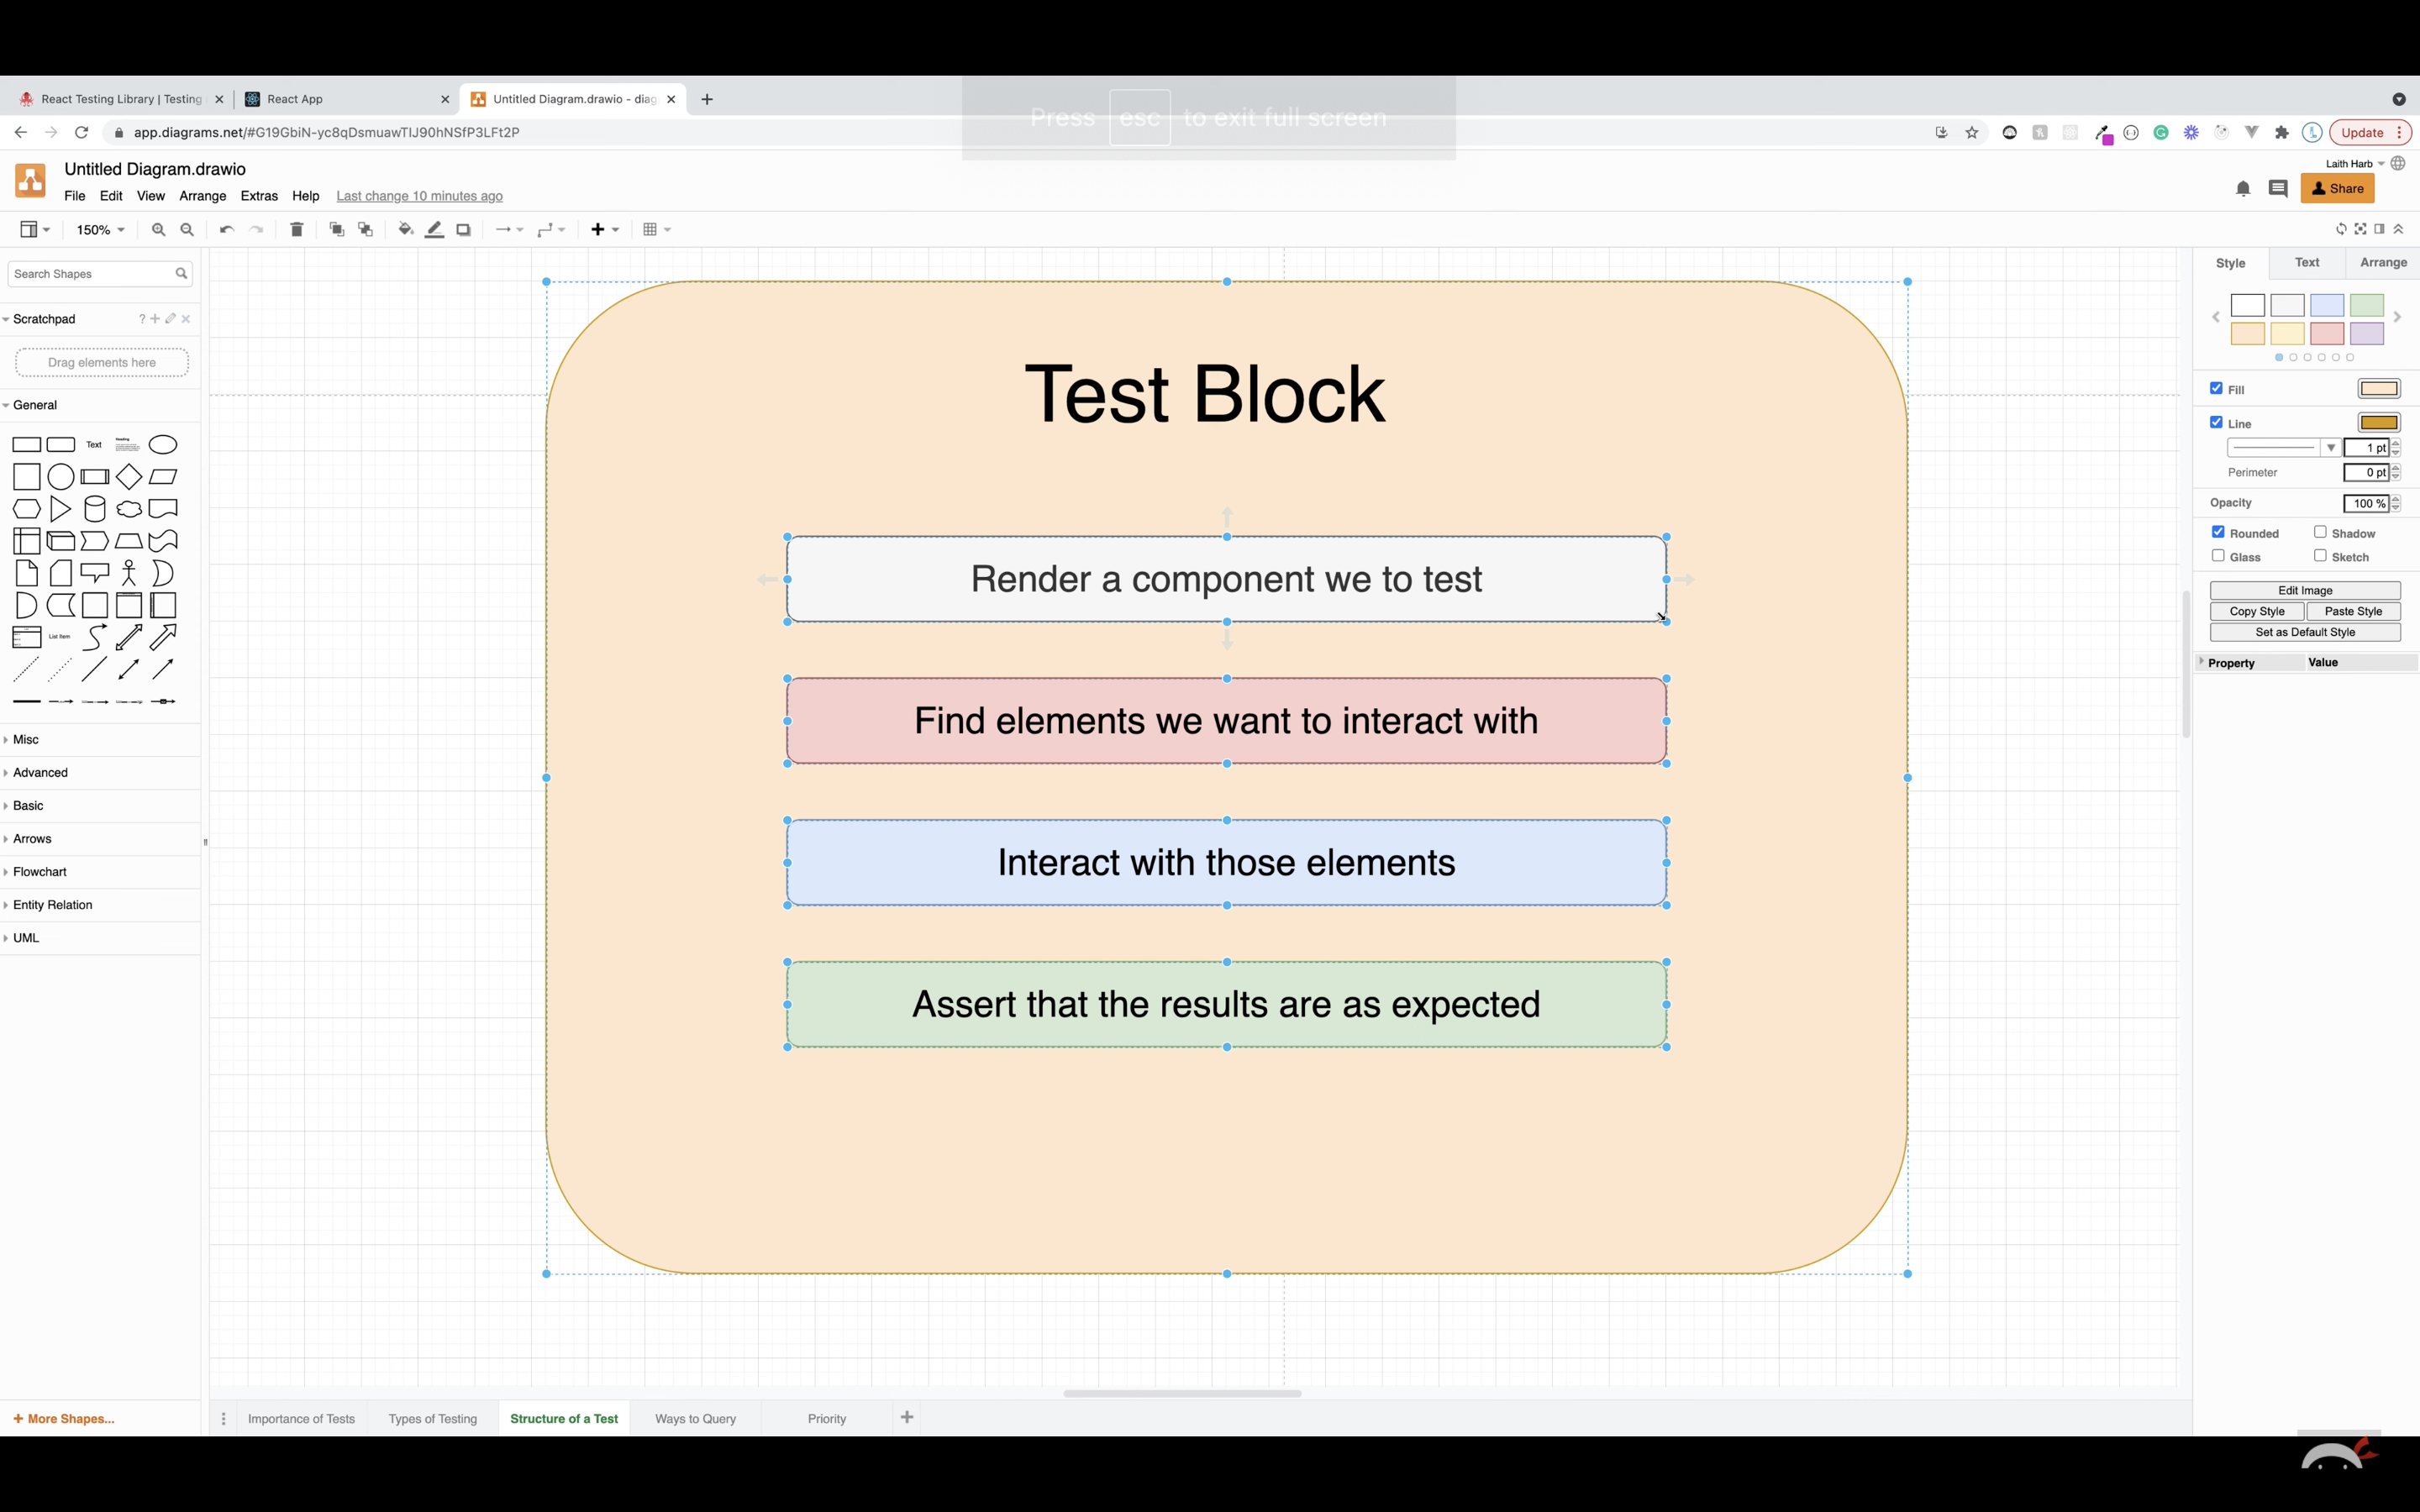 React Testing Library | Testing
React App
Untitled Diagram.drawio - diag
Press esc to exit full screen
app.diagrams.net/#G19GbiN-yc8qDsmuawTIJ90hNSfP3LFt2P
Update
Untitled Diagram.drawio
Laith Harb
File Edit View Arrange Extras Help Last change 10 minutes ago
Share
150%
Search Shapes
Style Text Arrange
Scratchpad
?
Drag elements here
General
Text
Heading
List Item
Misc
Advanced
Basic
Arrows
Flowchart
Entity Relation
UML
+ More Shapes...
Test Block
Render a component we to test
Find elements we want to interact with
Interact with those elements
Assert that the results are as expected
Fill
Line
1 pt
Perimeter 0 pt
Opacity 100 %
Rounded Shadow
Glass Sketch
Edit Image
Copy Style Paste Style
Set as Default Style
Property Value
Importance of Tests Types of Testing Structure of a Test Ways to Query Priority